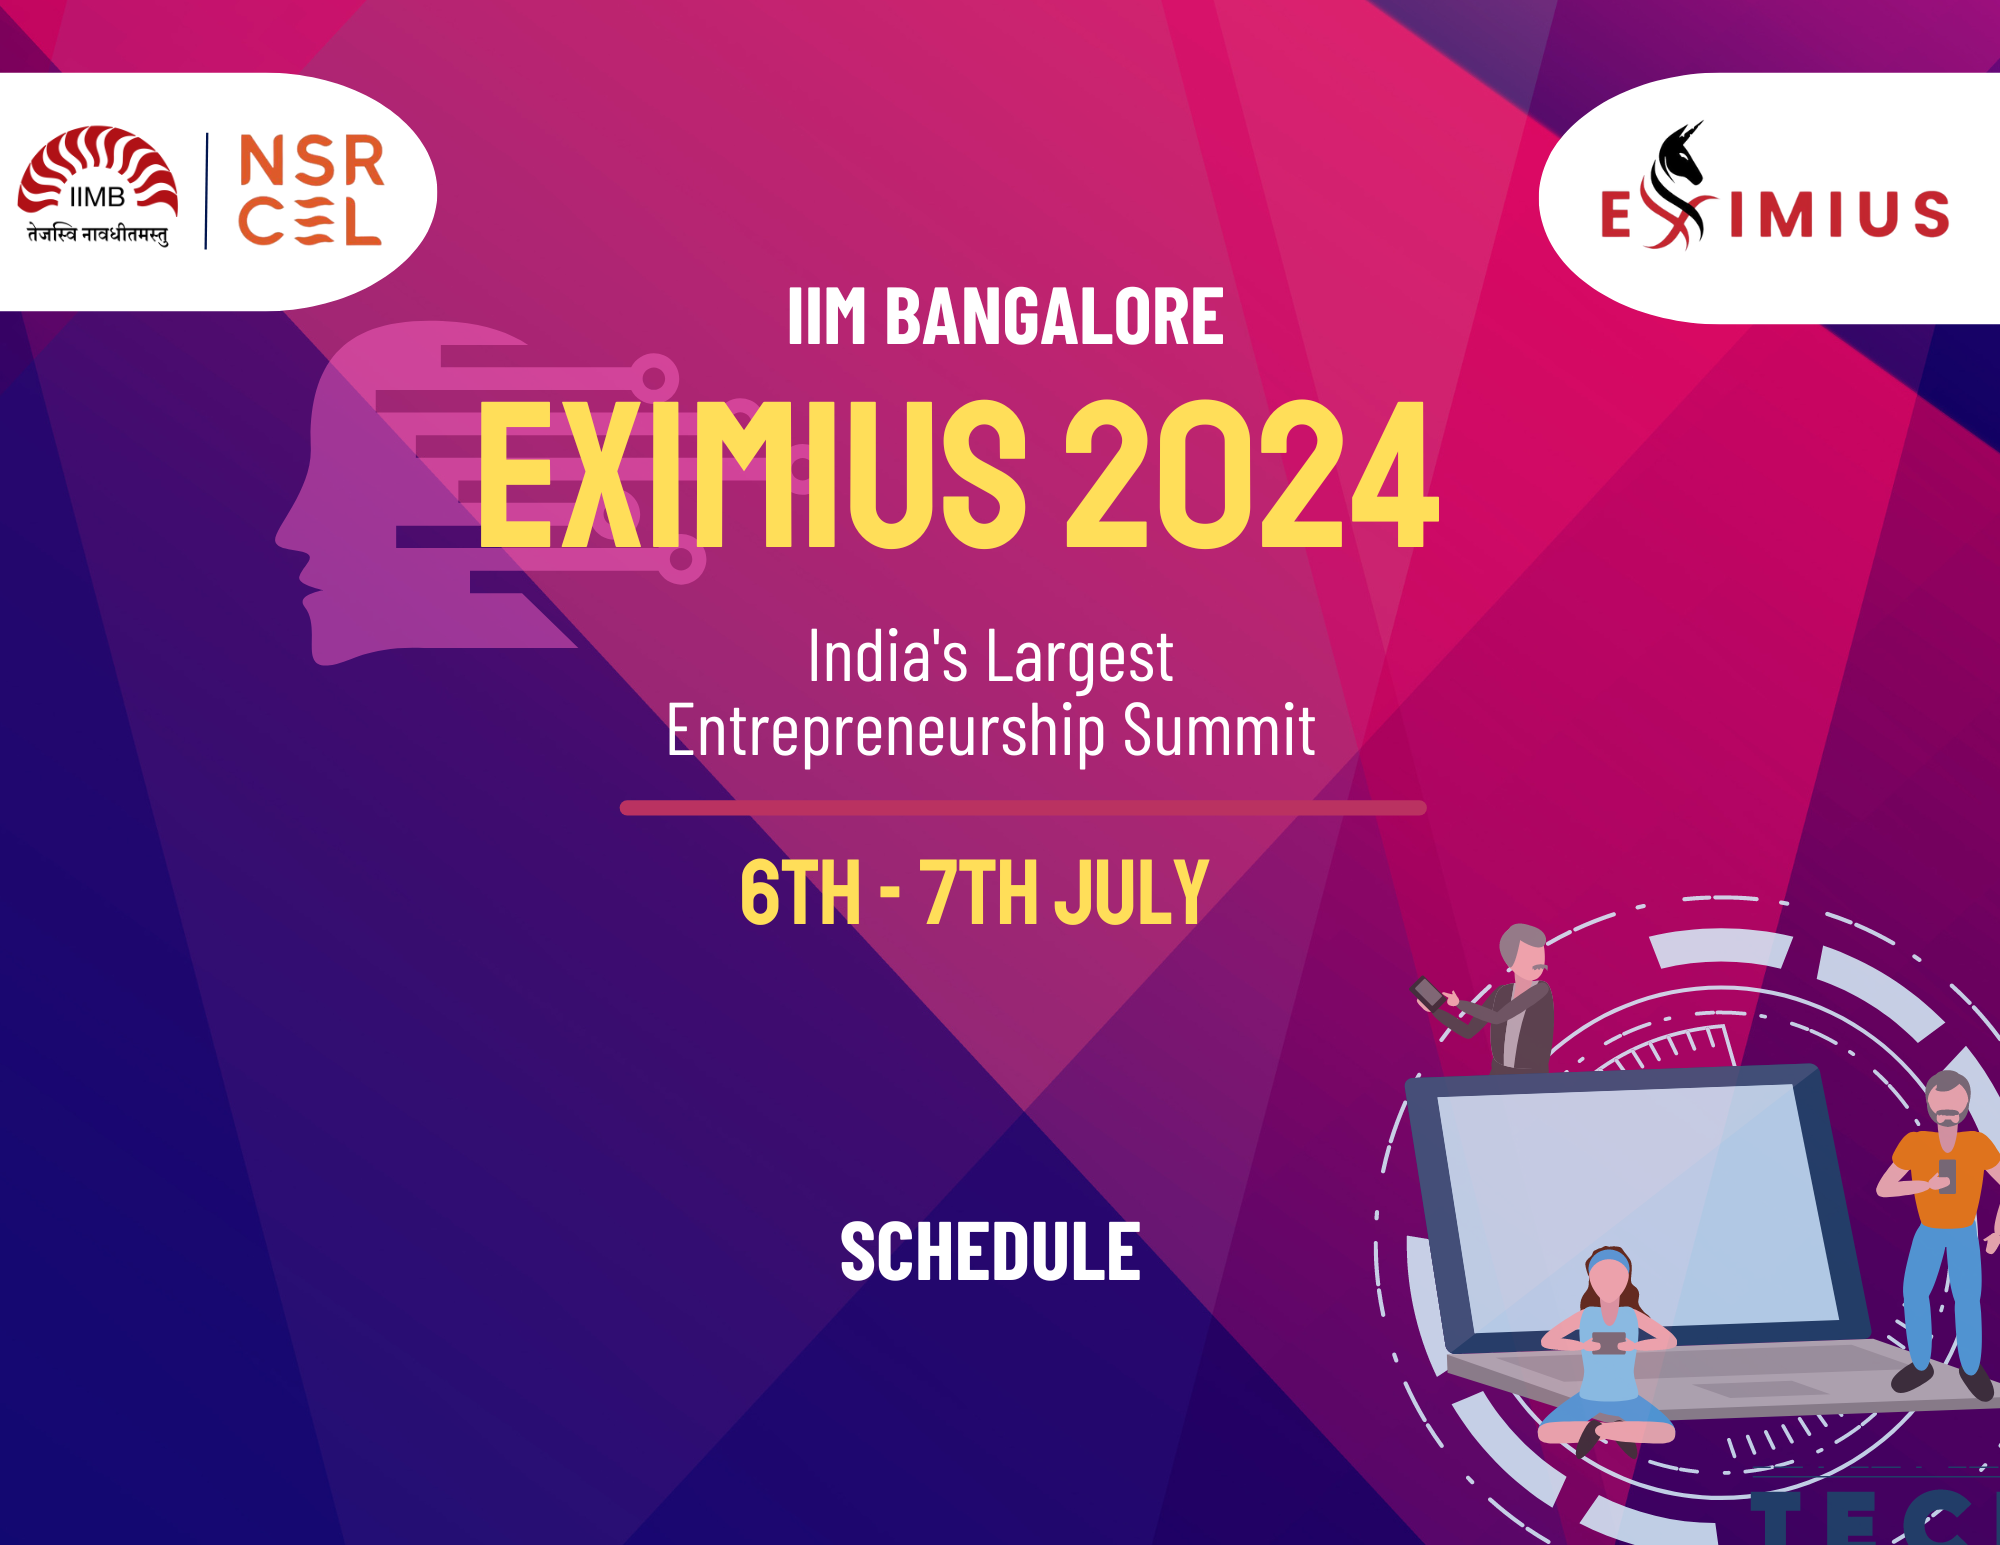 IIMB
तेजस्वि नावधीतमस्तु
NSR
CEL
EXIMIUS
IIM BANGALORE
EXIMIUS 2024
India's Largest
Entrepreneurship Summit
6TH - 7TH JULY
SCHEDULE
TEC